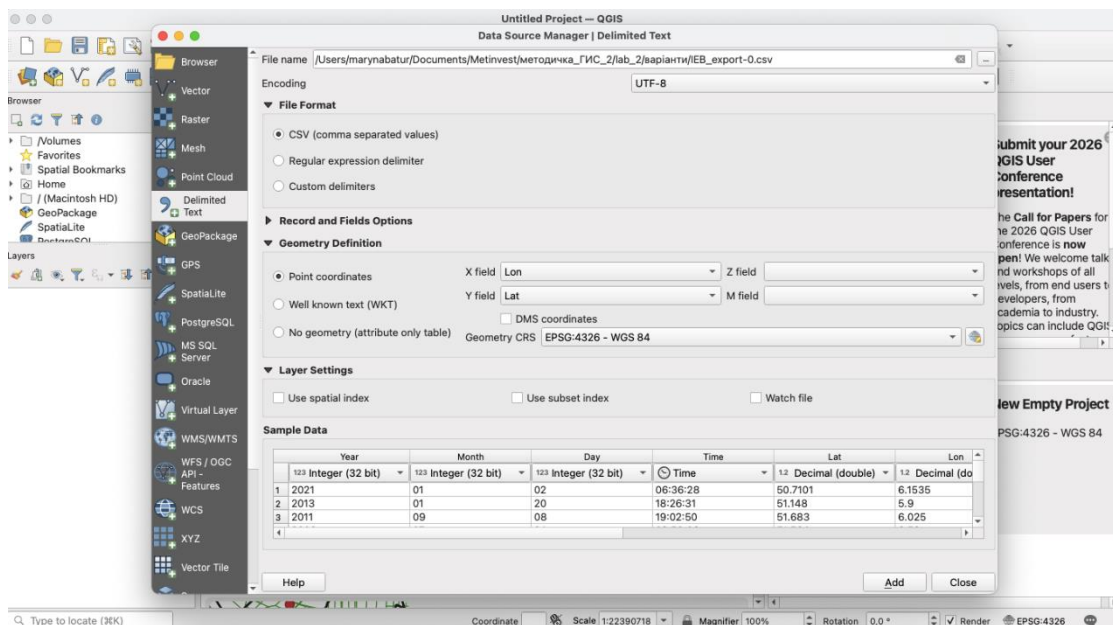 Untitled Project — QGIS
Data Source Manager | Delimited Text
Browser
Vector
Raster
Mesh
Point Cloud
Delimited
Text
GeoPackage
GPS
SpatiaLite
PostgreSQL
MS SQL
Server
Oracle
Virtual Layer
WMS/WMTS
WFS / OGC
API -
Features
WCS
XYZ
Vector Tile
File name /Users/marynabatur/Documents/Metinvest/методичка_ГИС_2/lab_2/варіанти/IEB_export-0.csv
Encoding UTF-8
File Format
CSV (comma separated values)
Regular expression delimiter
Custom delimiters
Record and Fields Options
Geometry Definition
Point coordinates X field Lon Z field
Well known text (WKT) Y field Lat M field
DMS coordinates
No geometry (attribute only table) Geometry CRS EPSG:4326 - WGS 84
Layer Settings
Use spatial index Use subset index Watch file
Sample Data
Year Month Day Time Lat Lon
123 Integer (32 bit) 123 Integer (32 bit) 123 Integer (32 bit) Time 1.2 Decimal (double) 1.2 Decimal (do
1 2021 01 02 06:36:28 50.7101 6.1535
2 2013 01 20 18:26:31 51.148 5.9
3 2011 09 08 19:02:50 51.683 6.025
Help Add Close
Browser
/Volumes
Favorites
Spatial Bookmarks
Home
/ (Macintosh HD)
GeoPackage
SpatiaLite
PostgreSQL
Layers
Submit your 2026
QGIS User
Conference
presentation!
he Call for Papers for
he 2026 QGIS User
Conference is now
open! We welcome talk
nd workshops of all
evels, from end users t
evelopers, from
cademia to industry.
opics can include QGIS
New Empty Project
EPSG:4326 - WGS 84
Type to locate (⌘K) Coordinate Scale 1:22390718 Magnifier 100% Rotation 0.0 ° Render EPSG:4326